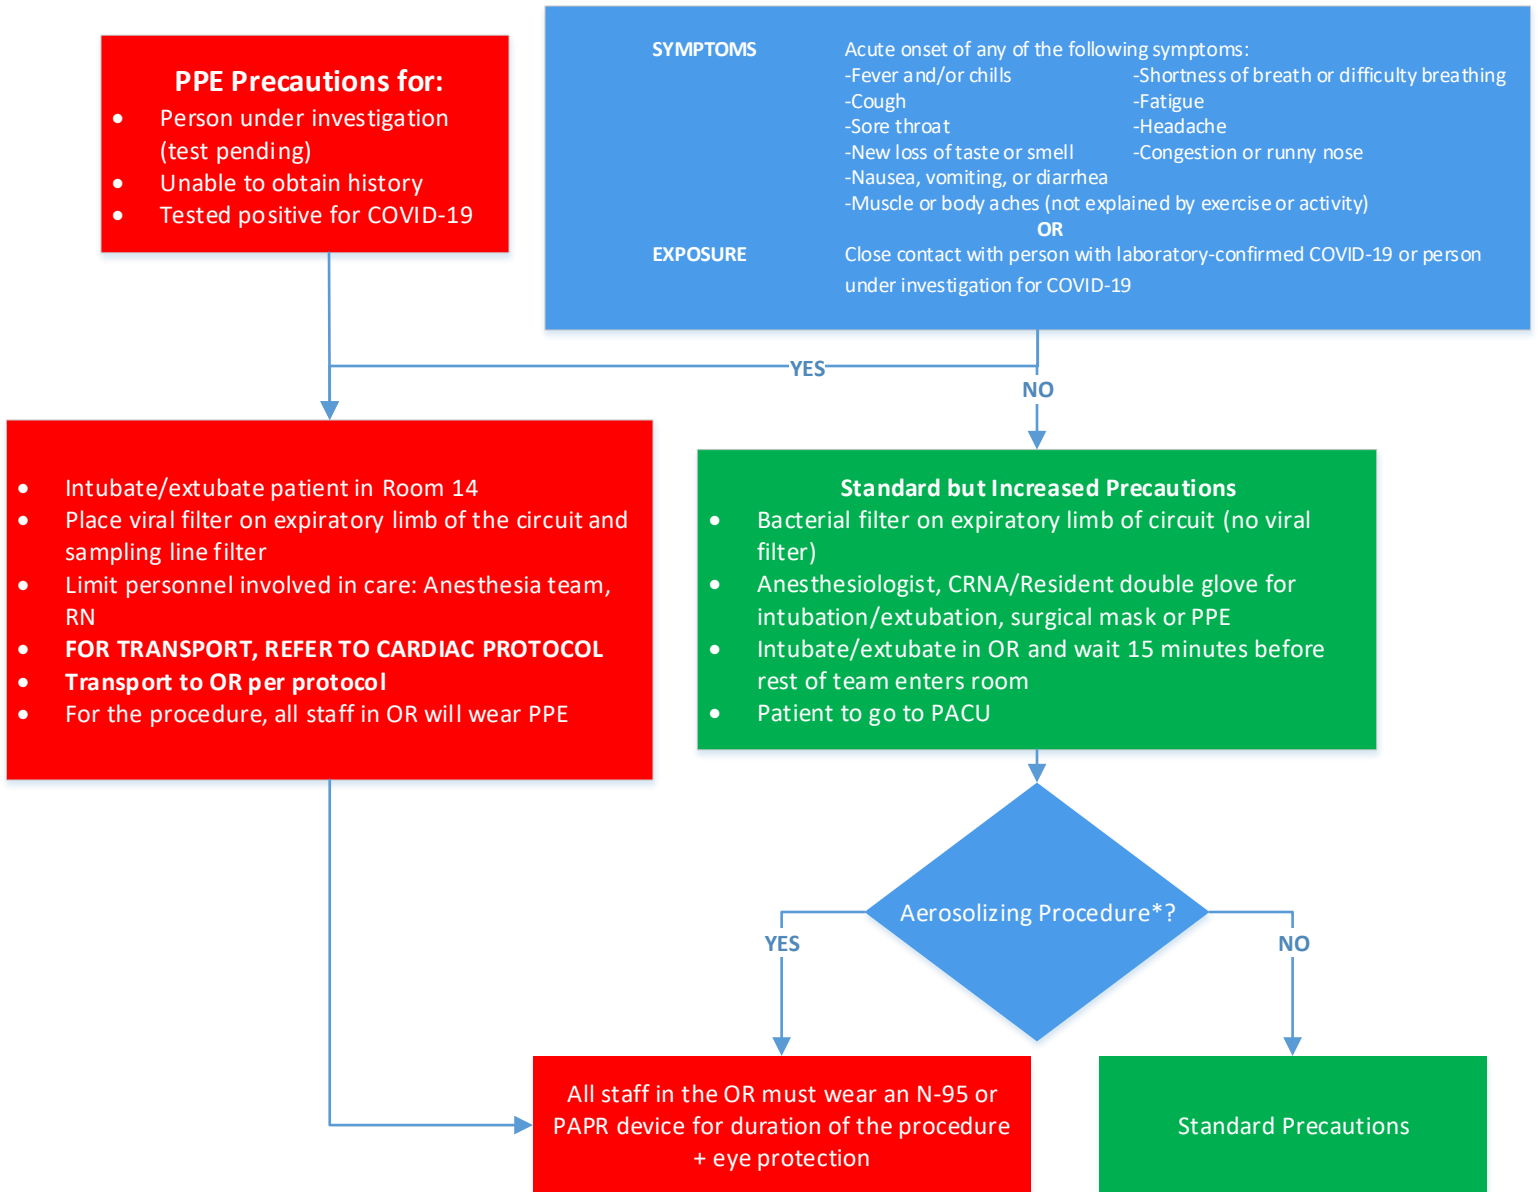 PPE Precautions for:
• Person under investigation
(test pending)
• Unable to obtain history
• Tested positive for COVID-19
SYMPTOMS Acute onset of any of the following symptoms:
-Fever and/or chills -Shortness of breath or difficulty breathing
-Cough -Fatigue
-Sore throat -Headache
-New loss of taste or smell -Congestion or runny nose
-Nausea, vomiting, or diarrhea
-Muscle or body aches (not explained by exercise or activity)
OR
EXPOSURE Close contact with person with laboratory-confirmed COVID-19 or person
under investigation for COVID-19
YES
NO
• Intubate/extubate patient in Room 14
• Place viral filter on expiratory limb of the circuit and
sampling line filter
• Limit personnel involved in care: Anesthesia team,
RN
• FOR TRANSPORT, REFER TO CARDIAC PROTOCOL
• Transport to OR per protocol
• For the procedure, all staff in OR will wear PPE
Standard but Increased Precautions
• Bacterial filter on expiratory limb of circuit (no viral
filter)
• Anesthesiologist, CRNA/Resident double glove for
intubation/extubation, surgical mask or PPE
• Intubate/extubate in OR and wait 15 minutes before
rest of team enters room
• Patient to go to PACU
Aerosolizing Procedure*?
YES
NO
All staff in the OR must wear an N-95 or
PAPR device for duration of the procedure
+ eye protection
Standard Precautions